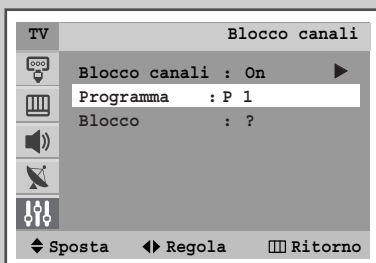 TV Blocco canali
Blocco canali : On
Programma : P 1
Blocco : ?
Sposta Regola Ritorno